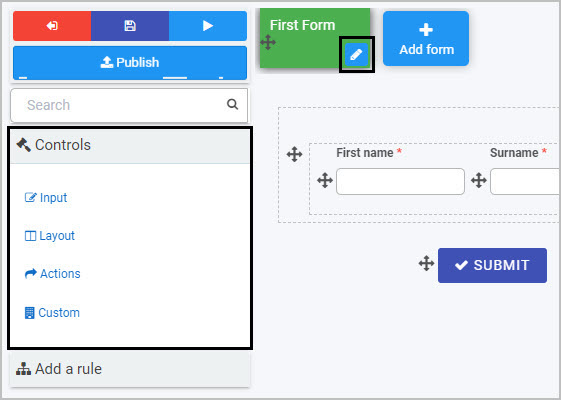 Publish
Search
Controls
Input
Layout
Actions
Custom
Add a rule
First Form
Add form
First name *
Surname *
SUBMIT